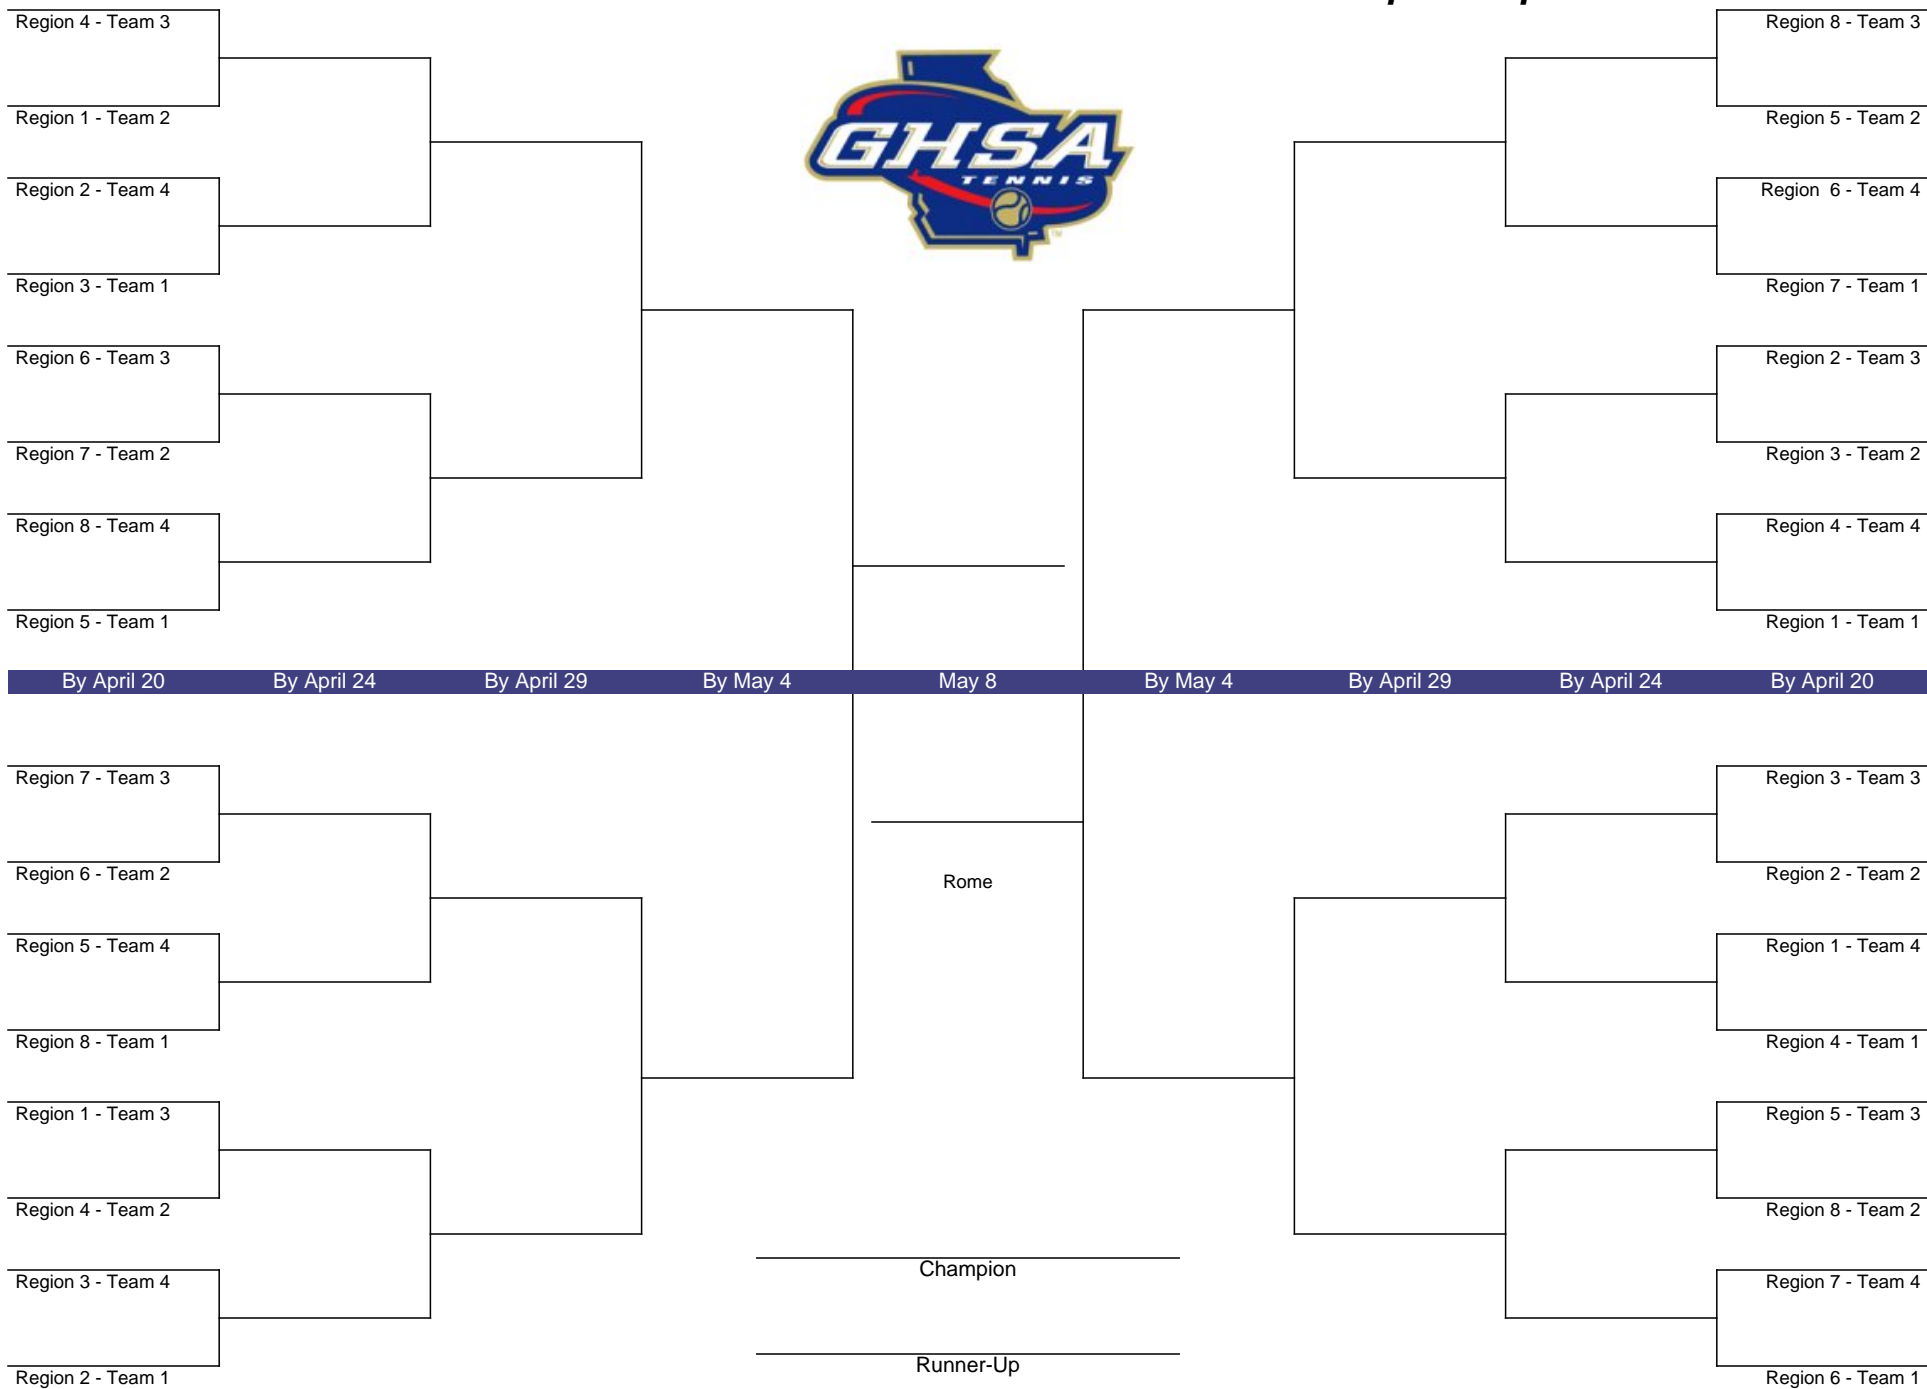 Region 4 - Team 3
Region 1 - Team 2
Region 2 - Team 4
Region 3 - Team 1
Region 6 - Team 3
Region 7 - Team 2
Region 8 - Team 4
Region 5 - Team 1
GHSA
TENNIS
TM
Region 8 - Team 3
Region 5 - Team 2
Region  6 - Team 4
Region 7 - Team 1
Region 2 - Team 3
Region 3 - Team 2
Region 4 - Team 4
Region 1 - Team 1
By April 20 By April 24 By April 29 By May 4 May 8 By May 4 By April 29 By April 24 By April 20
Region 7 - Team 3
Region 6 - Team 2
Region 5 - Team 4
Region 8 - Team 1
Region 1 - Team 3
Region 4 - Team 2
Region 3 - Team 4
Region 2 - Team 1
Rome
Champion
Runner-Up
Region 3 - Team 3
Region 2 - Team 2
Region 1 - Team 4
Region 4 - Team 1
Region 5 - Team 3
Region 8 - Team 2
Region 7 - Team 4
Region 6 - Team 1